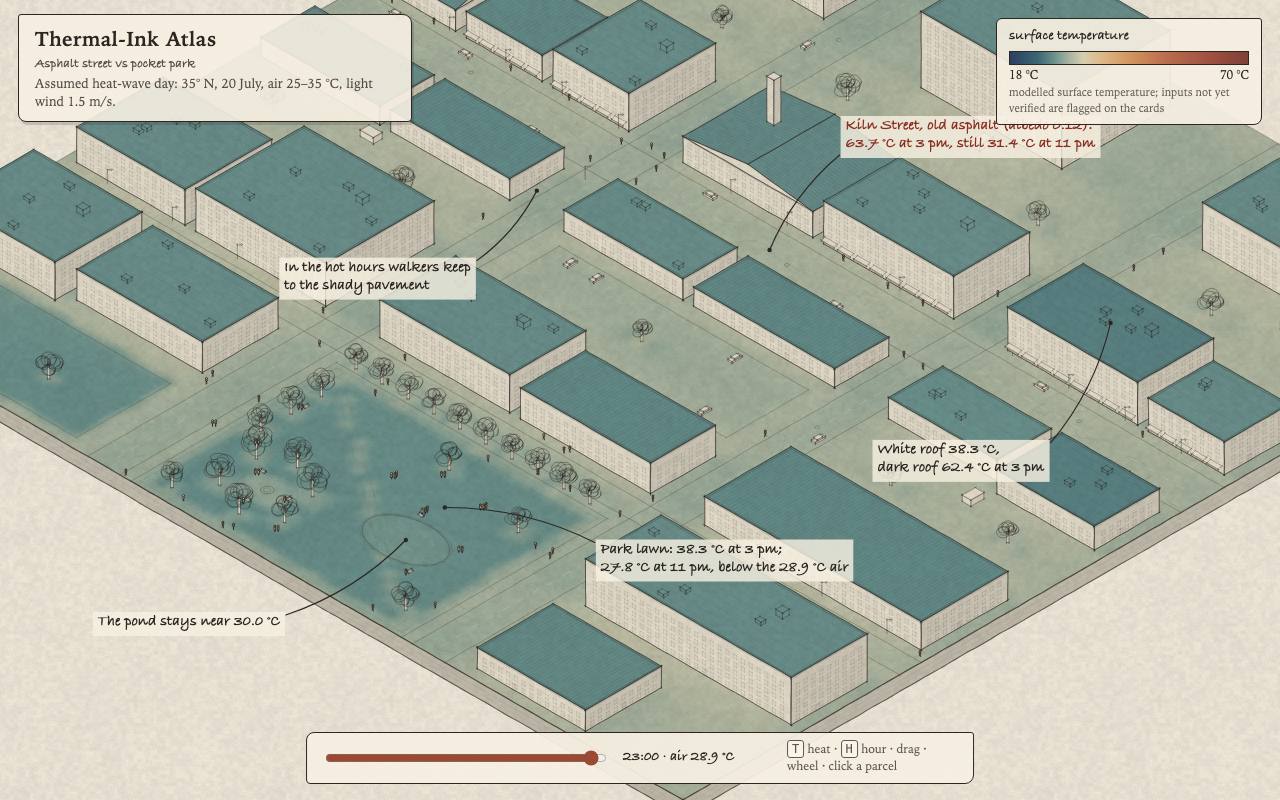 Thermal-Ink Atlas
Asphalt street vs pocket park
Assumed heat-wave day: 35° N, 20 July, air 25–35 °C, light
wind 1.5 m/s.
surface temperature
18 °C 70 °C
modelled surface temperature; inputs not yet
verified are flagged on the cards
Kiln Street, old asphalt (albedo 0.12):
63.7 °C at 3 pm, still 31.4 °C at 11 pm
In the hot hours walkers keep
to the shady pavement
White roof 38.3 °C,
dark roof 62.4 °C at 3 pm
Park lawn: 38.3 °C at 3 pm;
27.8 °C at 11 pm, below the 28.9 °C air
The pond stays near 30.0 °C
23:00 · air 28.9 °C
T heat · H hour · drag ·
wheel · click a parcel